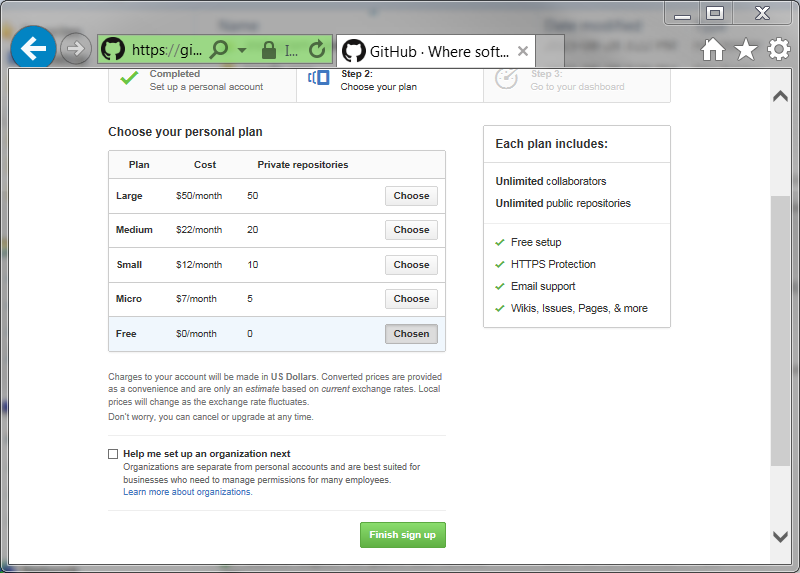 https://gi...
I...
GitHub · Where soft...
Completed
Set up a personal account
Step 2:
Choose your plan
Step 3:
Go to your dashboard
Choose your personal plan
Plan Cost Private repositories
Large $50/month 50 Choose
Medium $22/month 20 Choose
Small $12/month 10 Choose
Micro $7/month 5 Choose
Free $0/month 0 Chosen
Charges to your account will be made in US Dollars. Converted prices are provided
as a convenience and are only an estimate based on current exchange rates. Local
prices will change as the exchange rate fluctuates.
Don't worry, you can cancel or upgrade at any time.
Help me set up an organization next
Organizations are separate from personal accounts and are best suited for
businesses who need to manage permissions for many employees.
Learn more about organizations.
Finish sign up
Each plan includes:
Unlimited collaborators
Unlimited public repositories
Free setup
HTTPS Protection
Email support
Wikis, Issues, Pages, & more